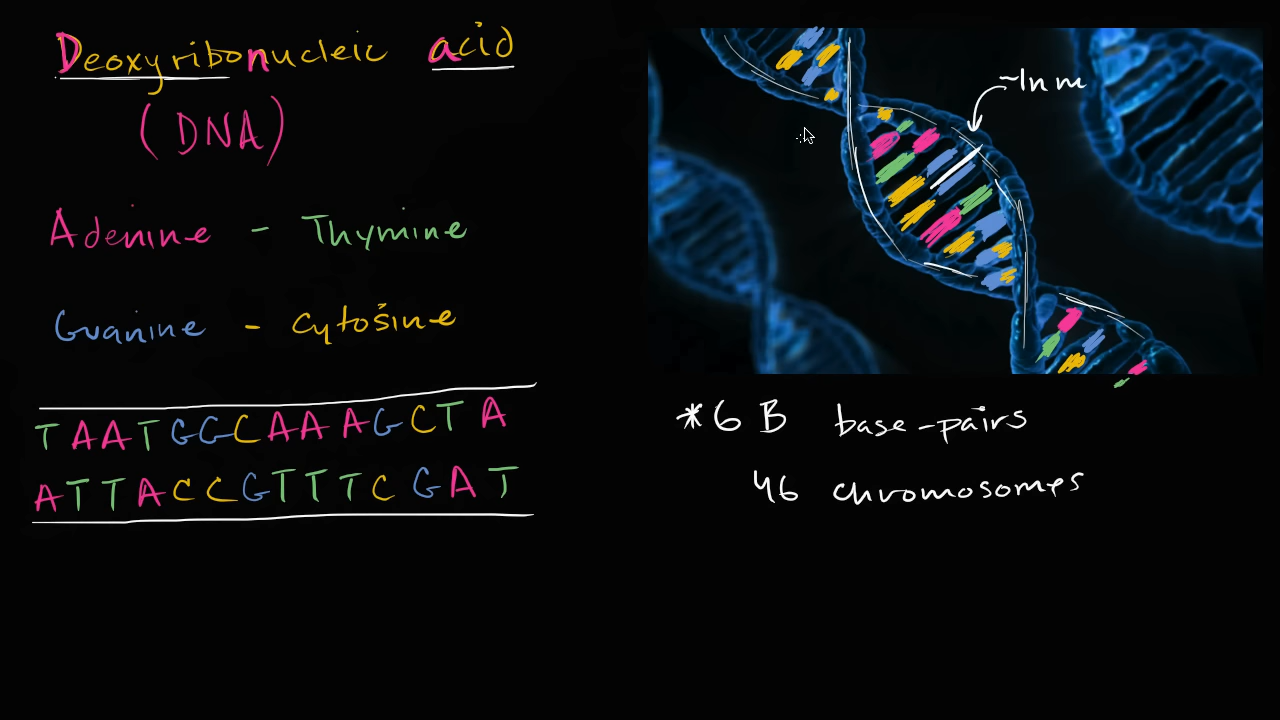 Deoxyribonucleic acid
(DNA)
Adenine - Thymine
Guanine - Cytosine
TAATGGCAAAGCTA
ATTACCGTTTCGAT
~1nm
*6 B base-pairs
46 chromosomes